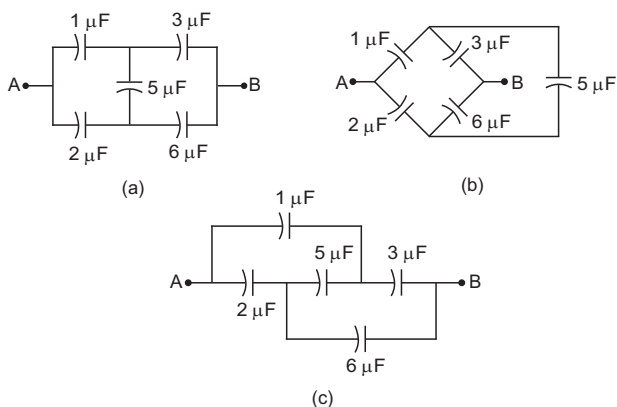 1 μF 3 μF
A B
5 μF
2 μF 6 μF
(a)
1 μF 3 μF
A B 5 μF
2 μF 6 μF
(b)
1 μF
5 μF 3 μF
A B
2 μF
6 μF
(c)